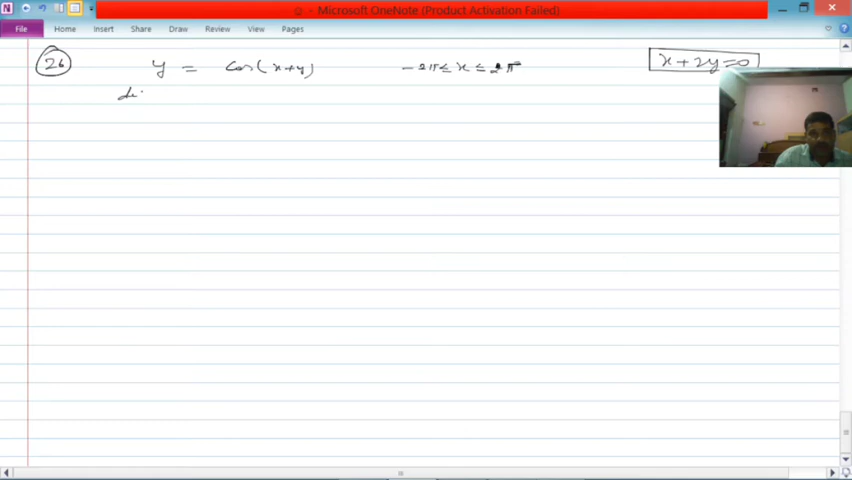 Microsoft OneNote (Product Activation Failed)
File Home Insert Share Draw Review View Pages
26 y = cos(x+y) -2π≤ x ≤ 2π x+2y=0